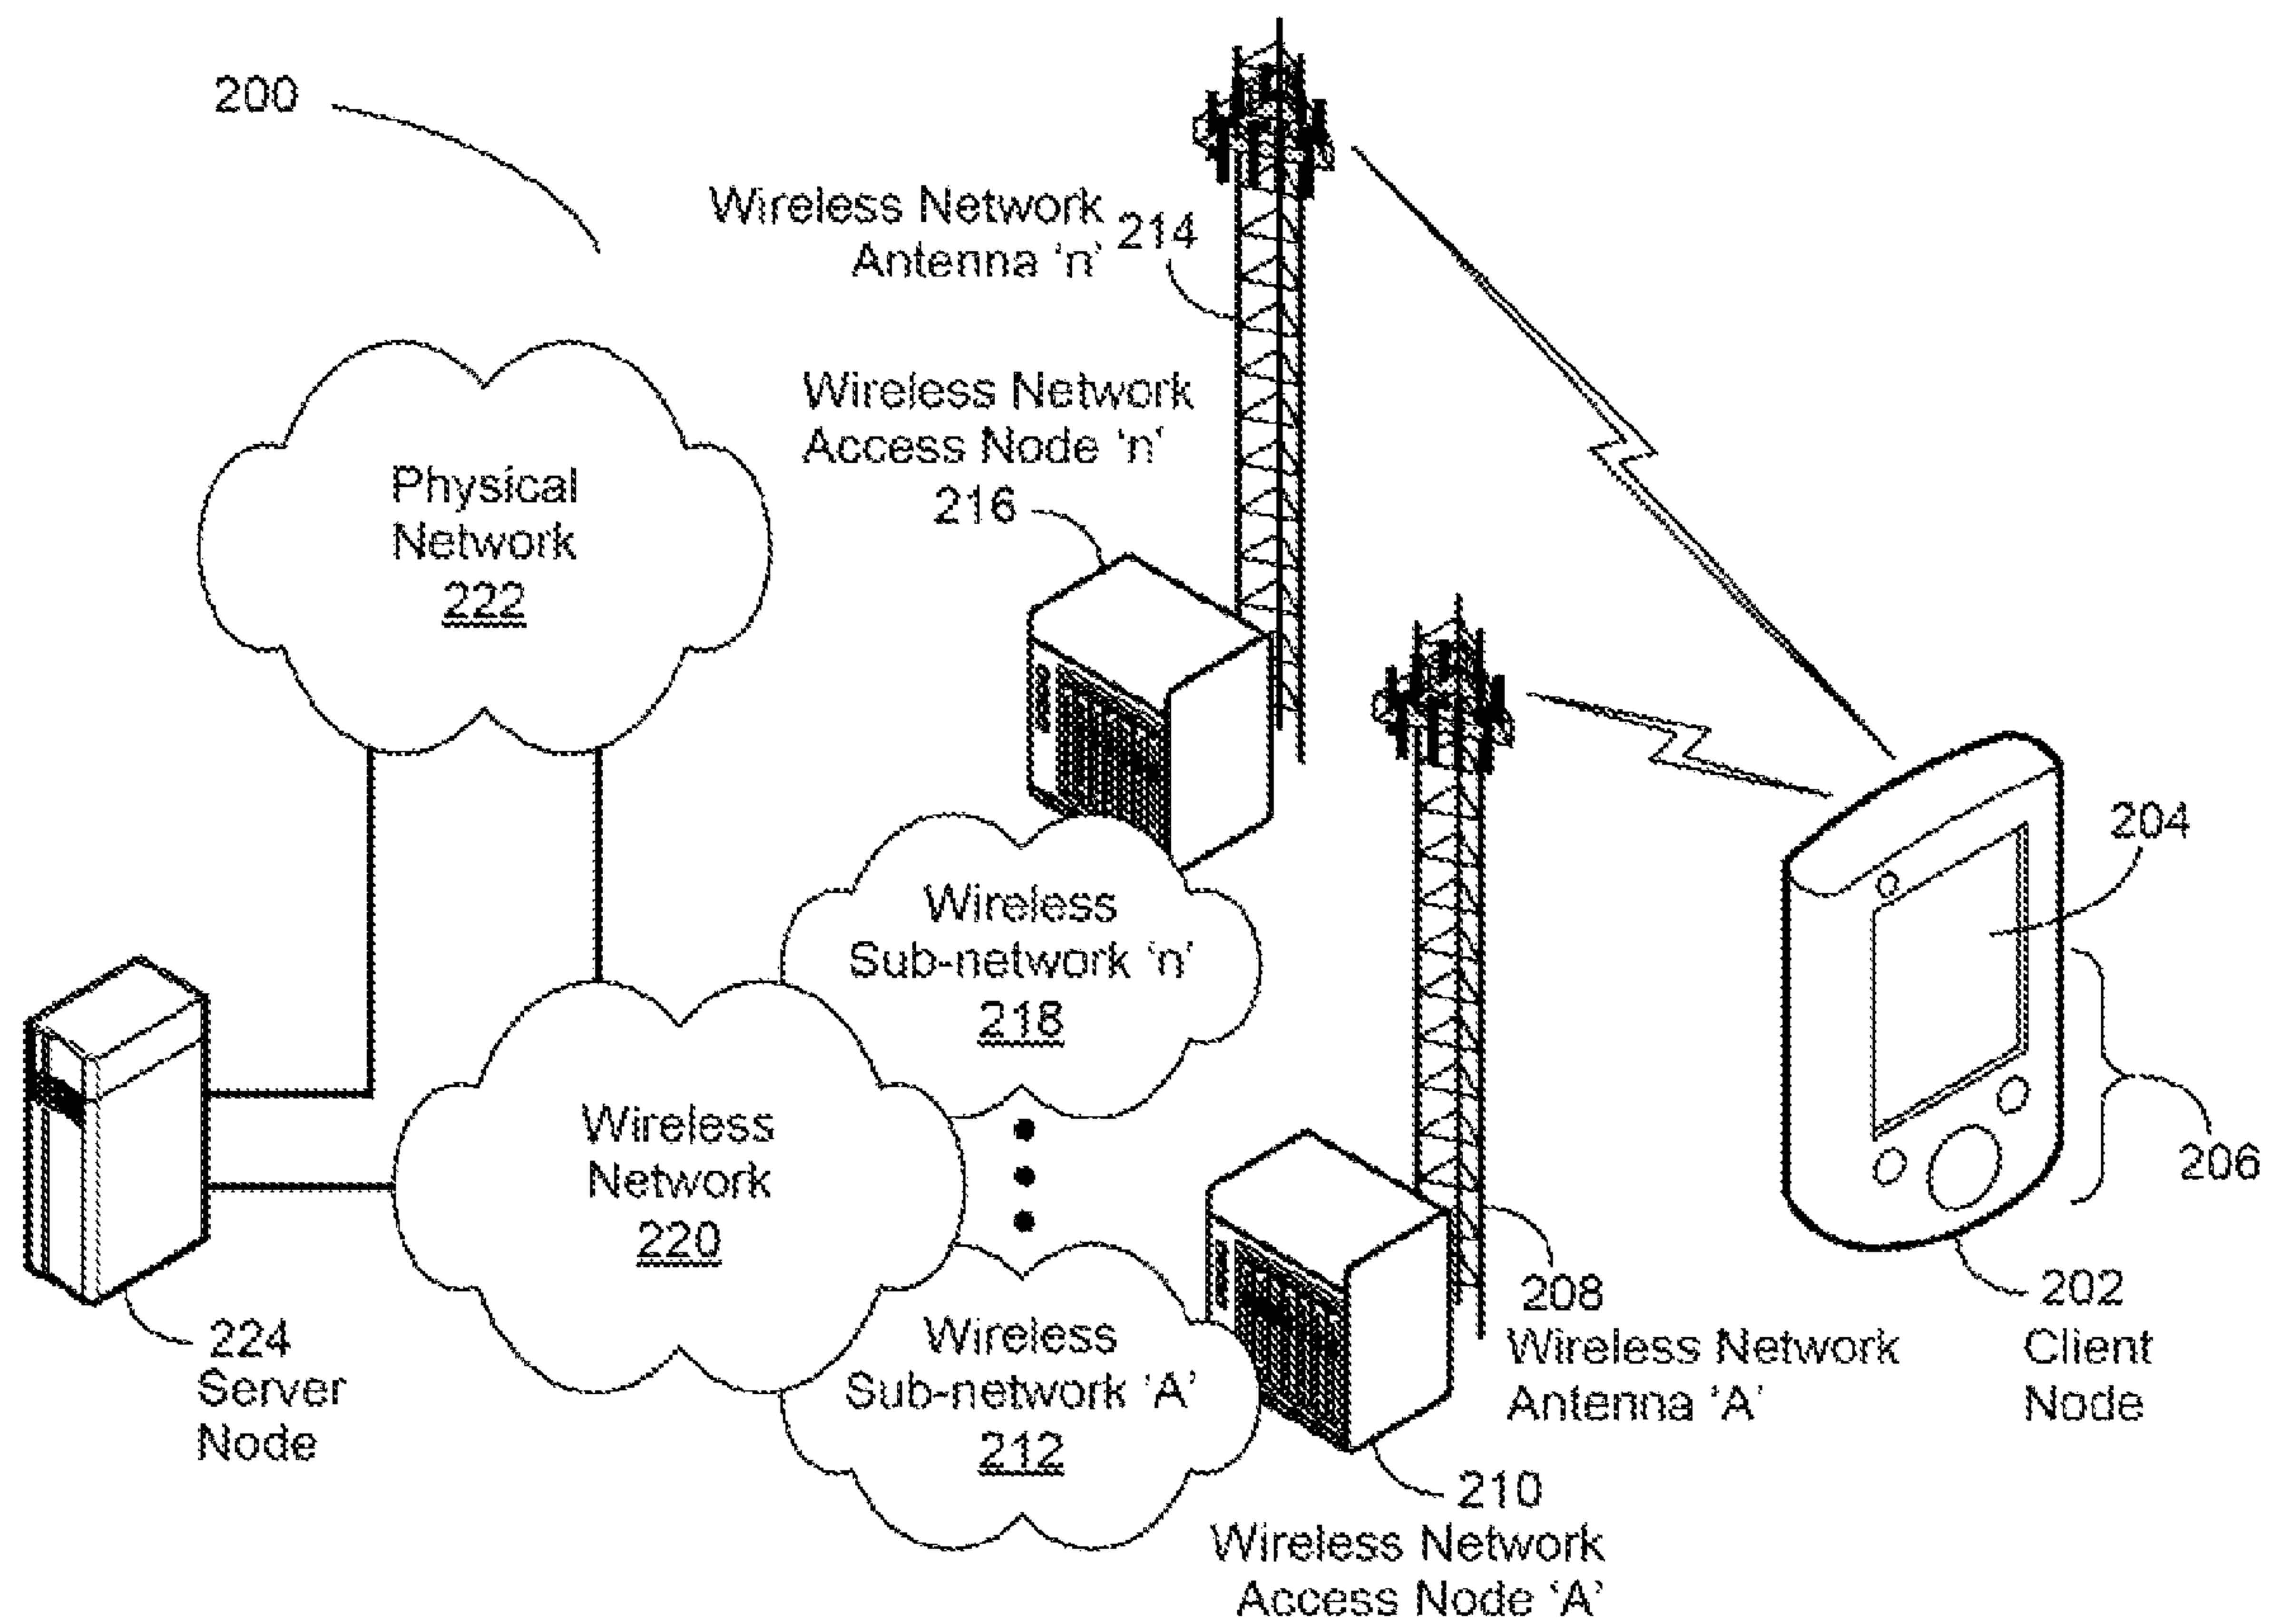 200
Wireless Network
Antenna 'n'
214
Wireless Network
Access Node 'n'
216
Physical
Network
222
204
Wireless
Sub-network 'n'
218
206
Wireless
Network
220
224
Server
Node
Wireless
Sub-network 'A'
212
208
Wireless Network
Antenna 'A'
202
Client
Node
210
Wireless Network
Access Node 'A'